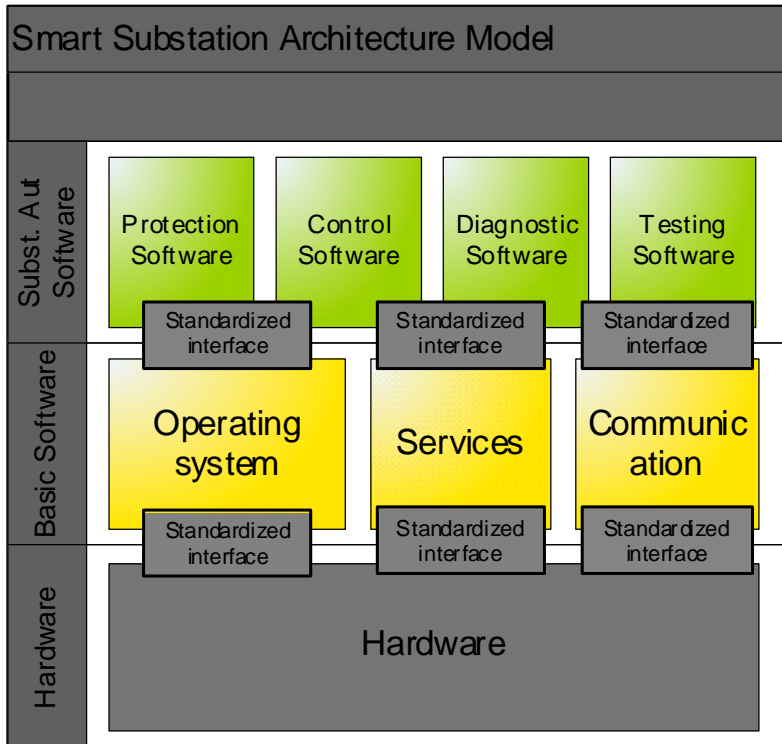 Smart Substation Architecture Model
Subst. Aut
Software
Protection
Software
Control
Software
Diagnostic
Software
Testing
Software
Standardized
interface
Standardized
interface
Standardized
interface
Basic Software
Operating
system
Services
Communic
ation
Standardized
interface
Standardized
interface
Standardized
interface
Hardware
Hardware